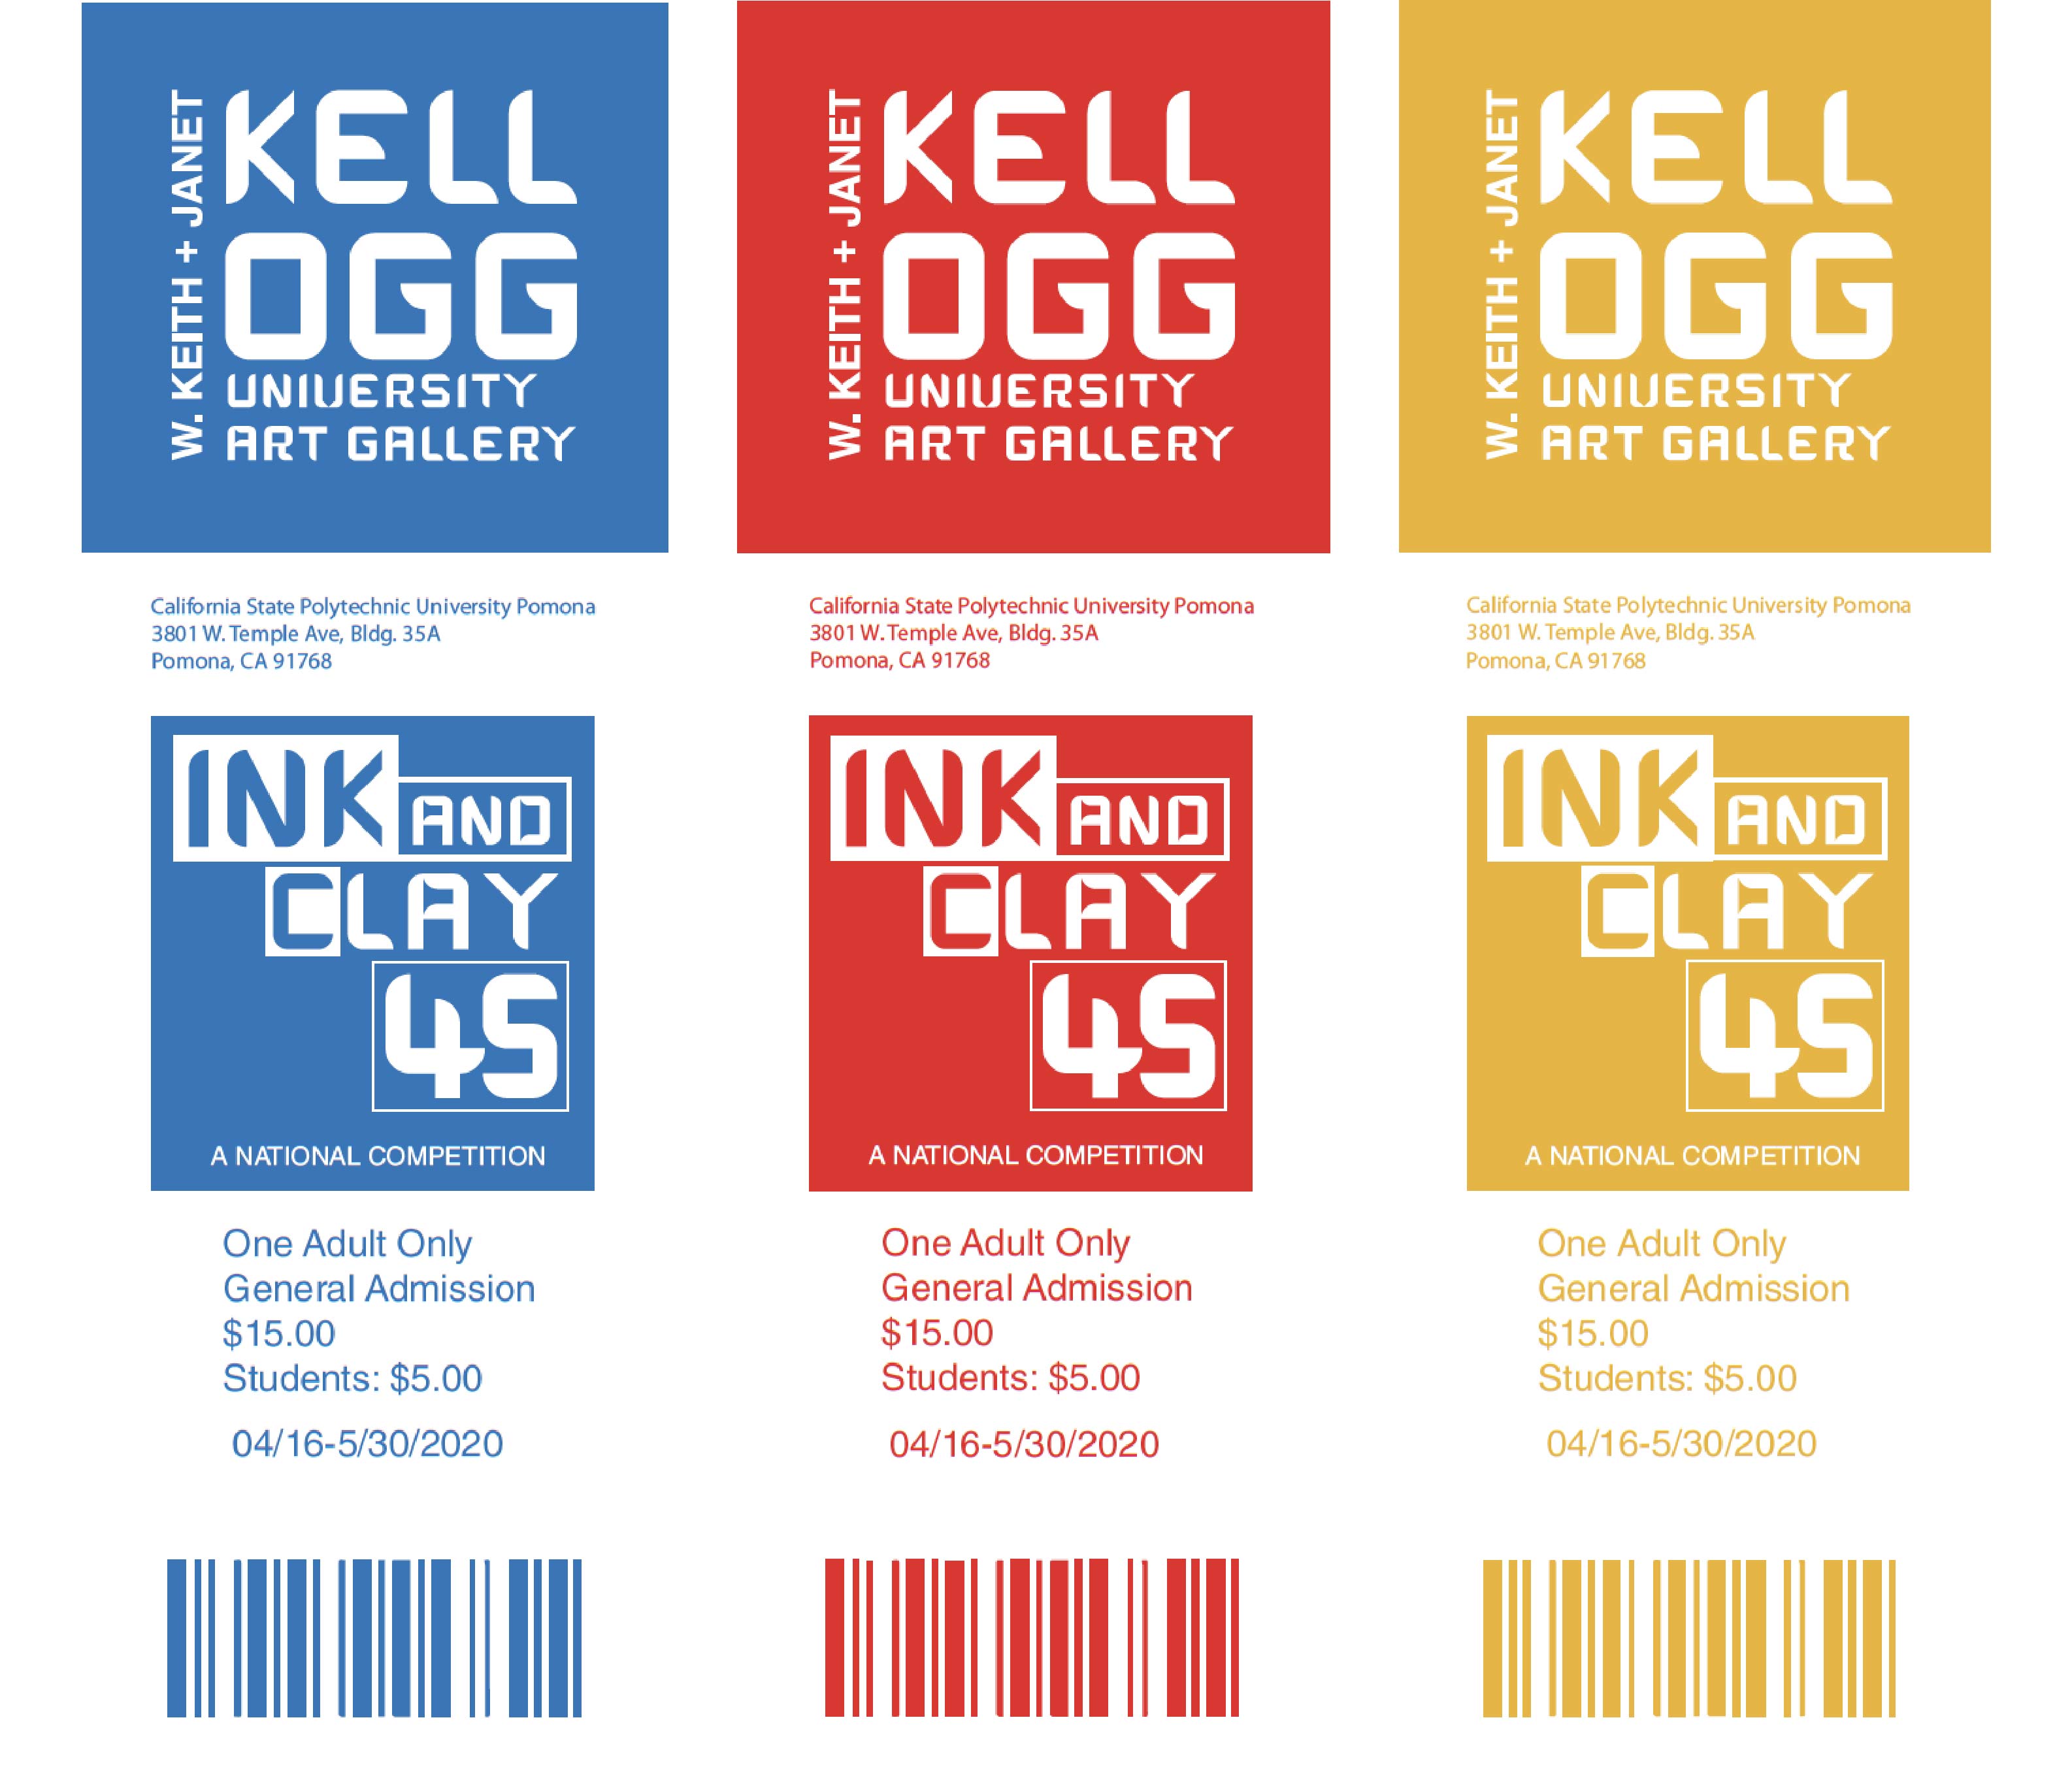 W. KEITH + JANET
KELL
OGG
UNIVERSITY
ART GALLERY
California State Polytechnic University Pomona
3801 W. Temple Ave, Bldg. 35A
Pomona, CA 91768
INK AND
CLAY
45
A NATIONAL COMPETITION
One Adult Only
General Admission
$15.00
Students: $5.00
04/16-5/30/2020
W. KEITH + JANET
KELL
OGG
UNIVERSITY
ART GALLERY
California State Polytechnic University Pomona
3801 W. Temple Ave, Bldg. 35A
Pomona, CA 91768
INK AND
CLAY
45
A NATIONAL COMPETITION
One Adult Only
General Admission
$15.00
Students: $5.00
04/16-5/30/2020
W. KEITH + JANET
KELL
OGG
UNIVERSITY
ART GALLERY
California State Polytechnic University Pomona
3801 W. Temple Ave, Bldg. 35A
Pomona, CA 91768
INK AND
CLAY
45
A NATIONAL COMPETITION
One Adult Only
General Admission
$15.00
Students: $5.00
04/16-5/30/2020